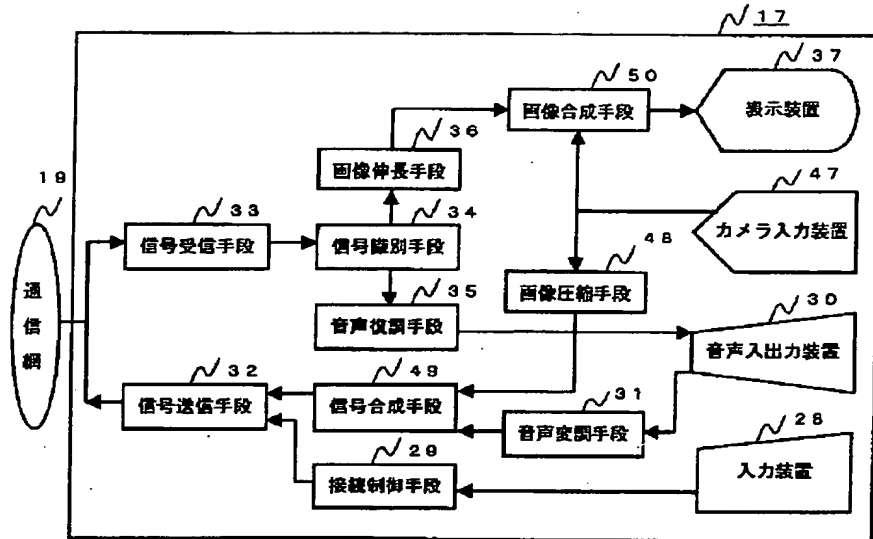 17
50
画像合成手段
37
表示装置
36
画像伸長手段
19
通信網
33
信号受信手段
34
信号識別手段
47
カメラ入力装置
48
画像圧縮手段
35
音声復調手段
30
音声入出力装置
32
信号送信手段
49
信号合成手段
31
音声変調手段
28
入力装置
29
接続制御手段